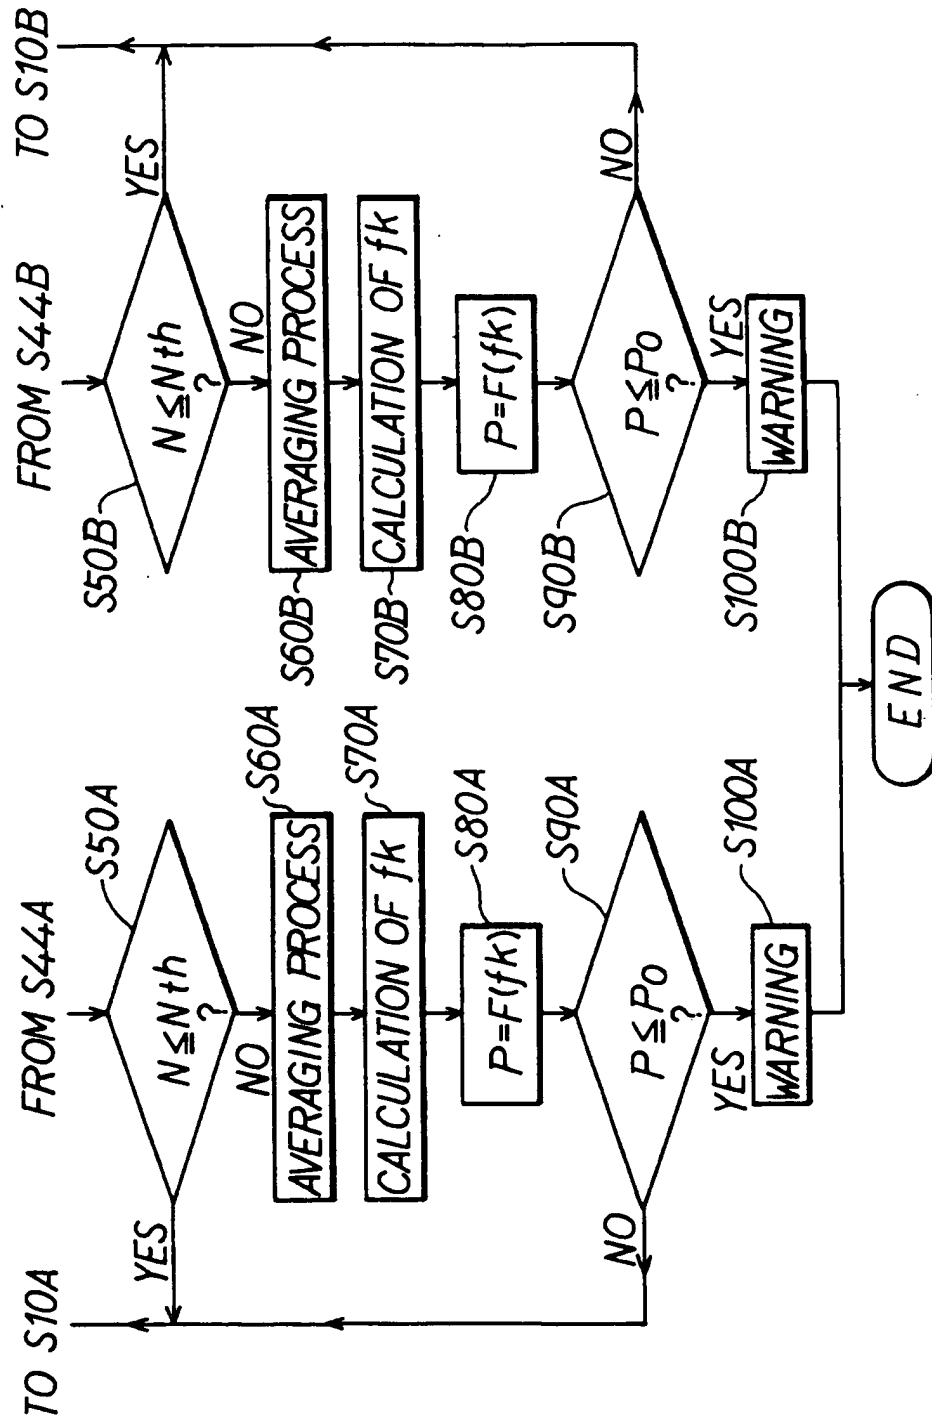 TO S10A
FROM S44A
FROM S44B
TO S10B
YES
N≦Nth
?
S50A
S50B
N≦Nth
?
YES
NO
AVERAGING PROCESS
S60A
S60B
NO
AVERAGING PROCESS
CALCULATION OF fk
S70A
S70B
CALCULATION OF fk
P=F(fk)
S80A
S80B
P=F(fk)
NO
P≦P0
?
S90A
S90B
P≦P0
?
NO
YES
WARNING
S100A
S100B
YES
WARNING
END